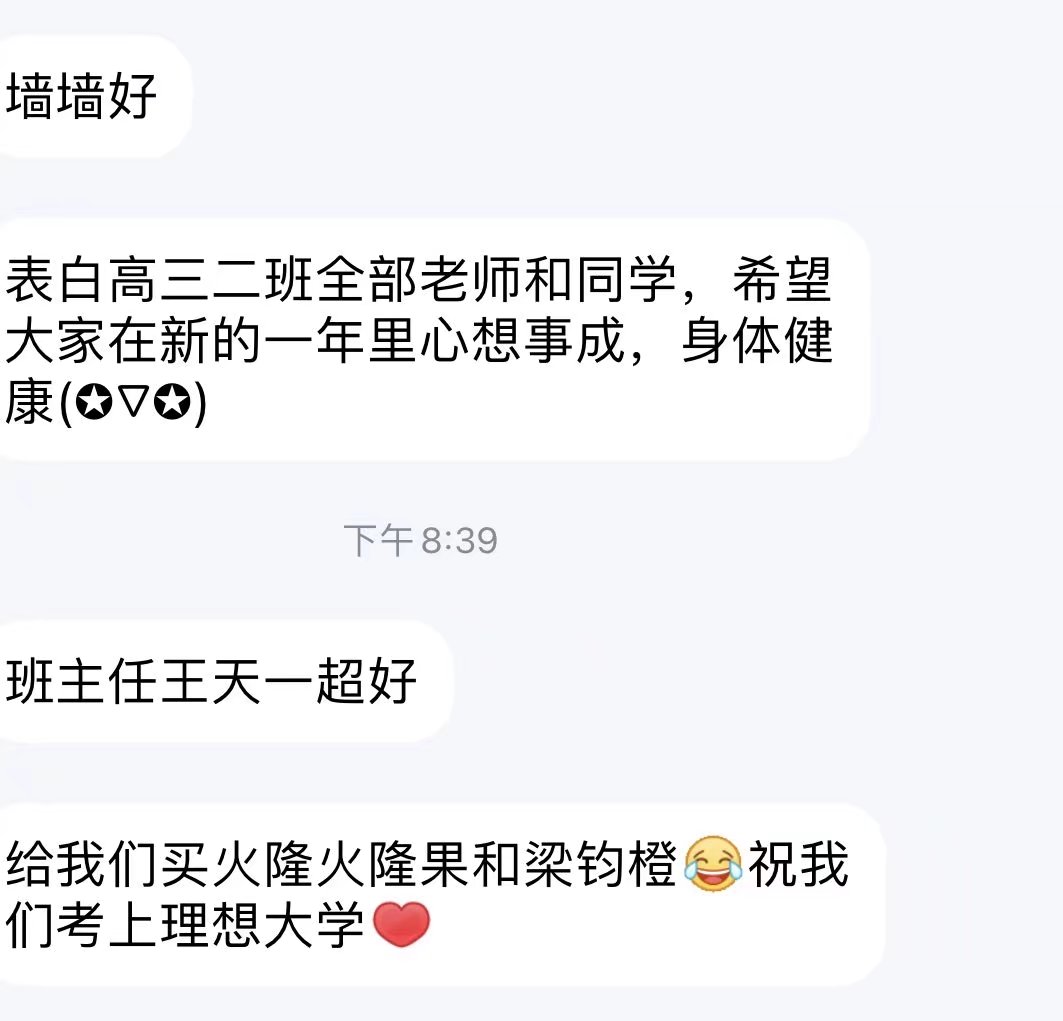 墙墙好
表白高三二班全部老师和同学，希望
大家在新的一年里心想事成，身体健
康(✪▽✪)
下午 8:39
班主任王天一超好
给我们买火隆火隆果和梁钧橙😂祝我
们考上理想大学❤️